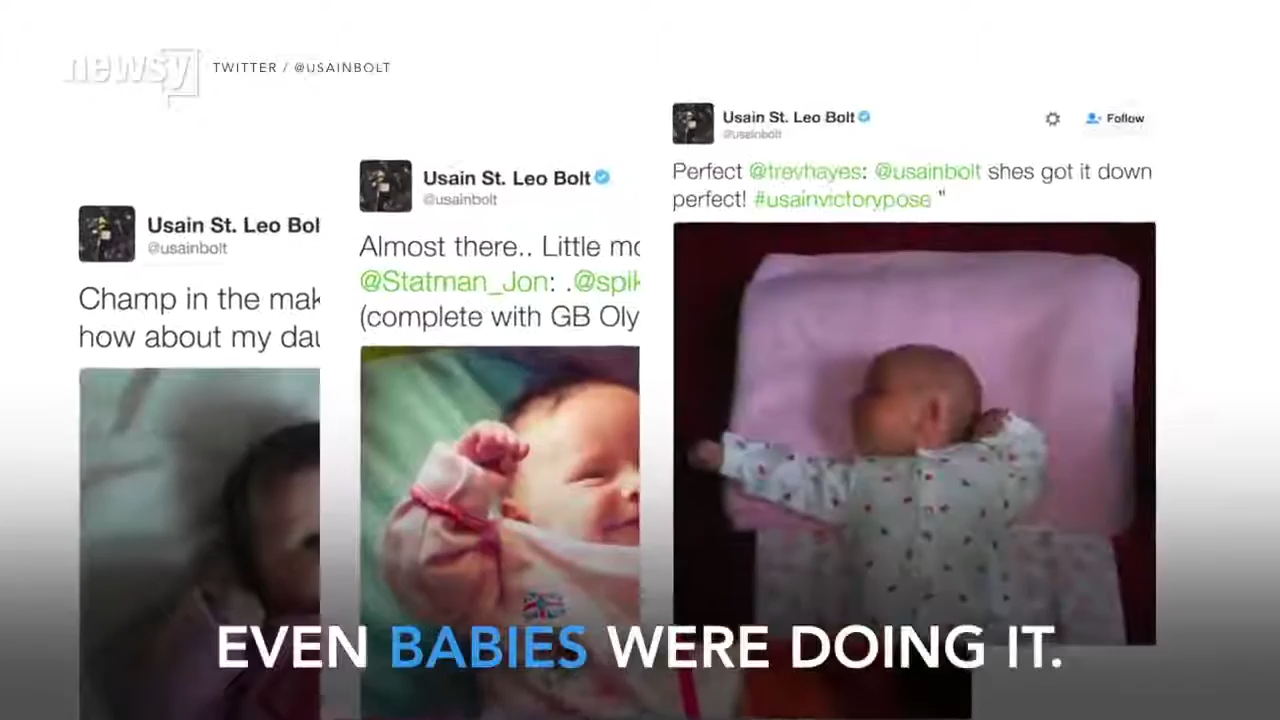 newsy
TWITTER / @USAINBOLT
Usain St. Leo Bol
@usainbolt
Champ in the mak
how about my dau
Usain St. Leo Bolt
@usainbolt
Almost there.. Little mo
@Statman_Jon: .@spik
(complete with GB Oly
Usain St. Leo Bolt
@usainbolt
Follow
Perfect @trevhayes: @usainbolt shes got it down
perfect! #usainvictorypose "
EVEN BABIES WERE DOING IT.